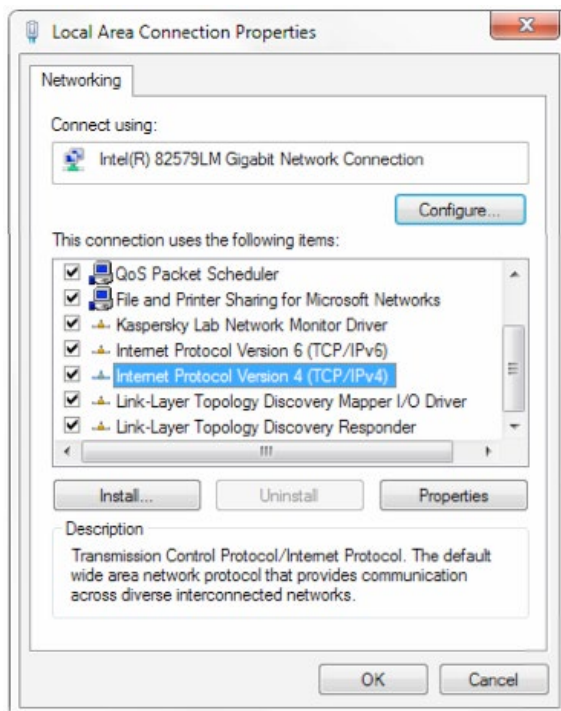 Local Area Connection Properties
Networking
Connect using:
Intel(R) 82579LM Gigabit Network Connection
Configure...
This connection uses the following items:
QoS Packet Scheduler
File and Printer Sharing for Microsoft Networks
Kaspersky Lab Network Monitor Driver
Internet Protocol Version 6 (TCP/IPv6)
Internet Protocol Version 4 (TCP/IPv4)
Link-Layer Topology Discovery Mapper I/O Driver
Link-Layer Topology Discovery Responder
Install...
Uninstall
Properties
Description
Transmission Control Protocol/Internet Protocol. The default
wide area network protocol that provides communication
across diverse interconnected networks.
OK
Cancel